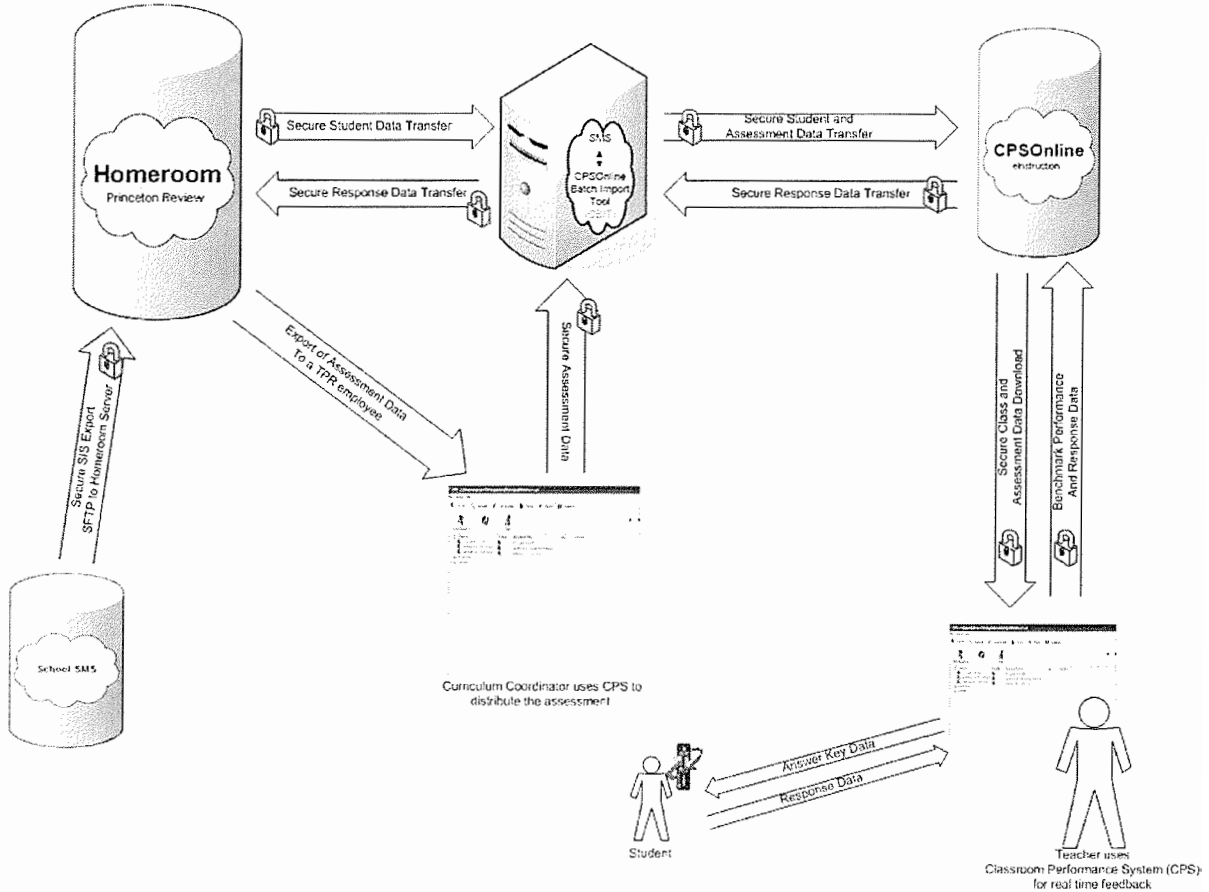 Homeroom
Princeton Review
Secure Student Data Transfer
Secure Response Data Transfer
SMS
CPSOnline
Batch Import
Tool
Secure Student and
Assessment Data Transfer
Secure Response Data Transfer
CPSOnline
eInstruction
Secure SIS Export
SFTP to Homeroom Server
Export of Assessment Data
To a TPR employee
Secure Assessment
Data
Secure Class and
Assessment Data Download
Benchmark Performance
And Response Data
School SMS
Curriculum Coordinator uses CPS to
distribute the assessment
Answer Key Data
Response Data
Student
Teacher uses
Classroom Performance System (CPS)
for real time feedback